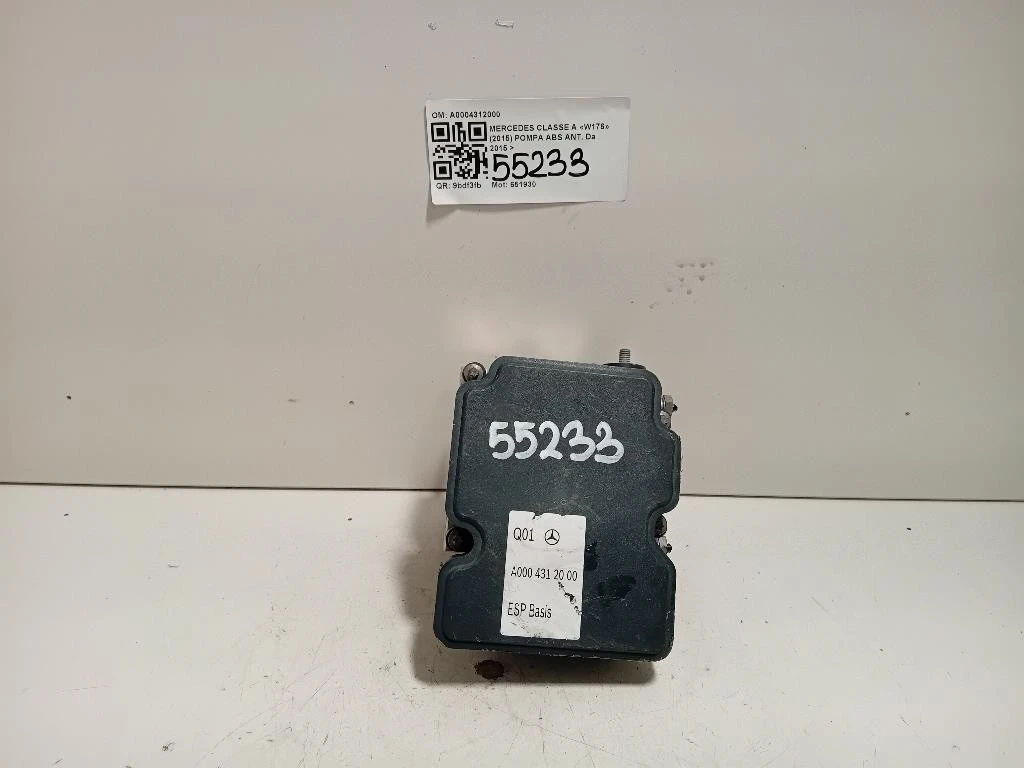 OM: A0004312000
MERCEDES CLASSE A «W176»
(2015) POMPA ABS ANT. Da
2015 >
55233
QR: 9bdf3fb Mot: 651930
55233
Q01
A000 431 20 00
ESP Basis